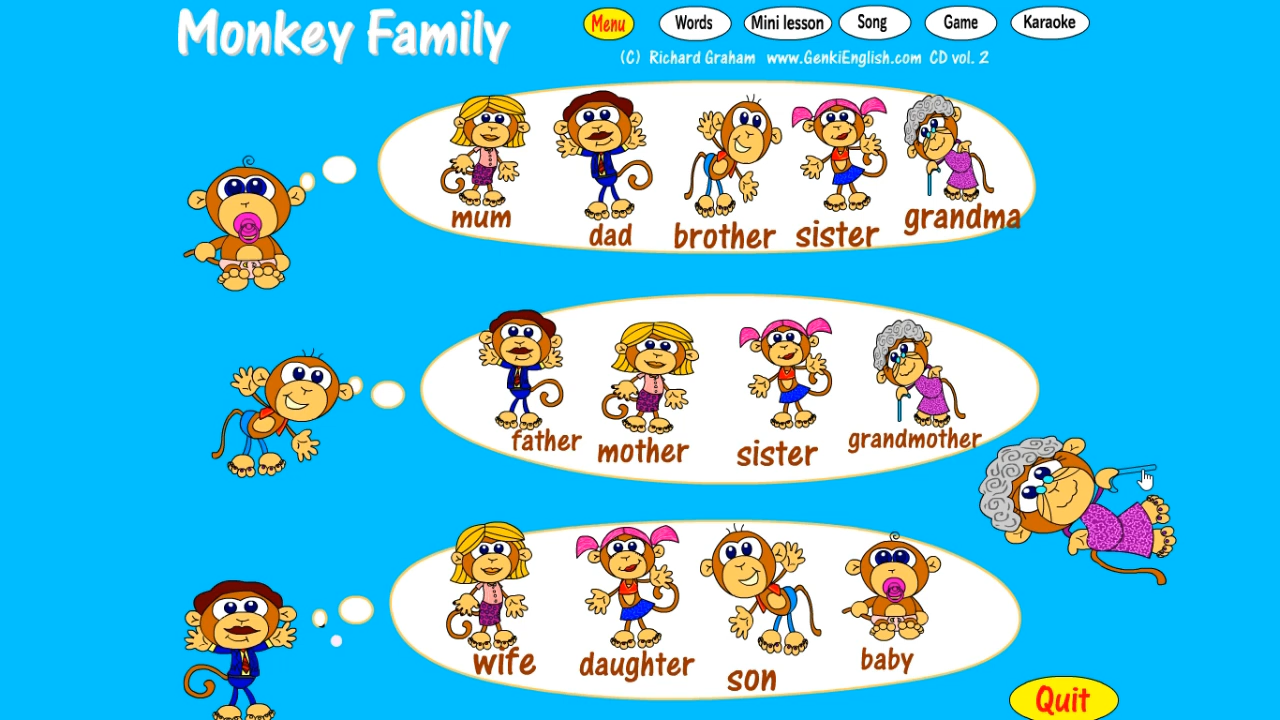 Monkey Family
Menu Words Mini lesson Song Game Karaoke
(C) Richard Graham www.GenkiEnglish.com CD vol. 2
mum dad brother sister grandma
father mother sister grandmother
wife daughter son baby
Quit